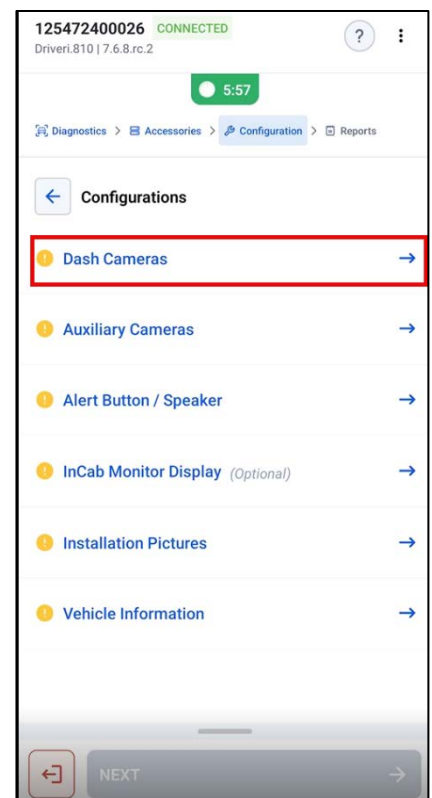 125472400026 CONNECTED
Driveri.810 | 7.6.8.rc.2
?
5:57
Diagnostics > Accessories > Configuration > Reports
Configurations
Dash Cameras
Auxiliary Cameras
Alert Button / Speaker
InCab Monitor Display (Optional)
Installation Pictures
Vehicle Information
NEXT